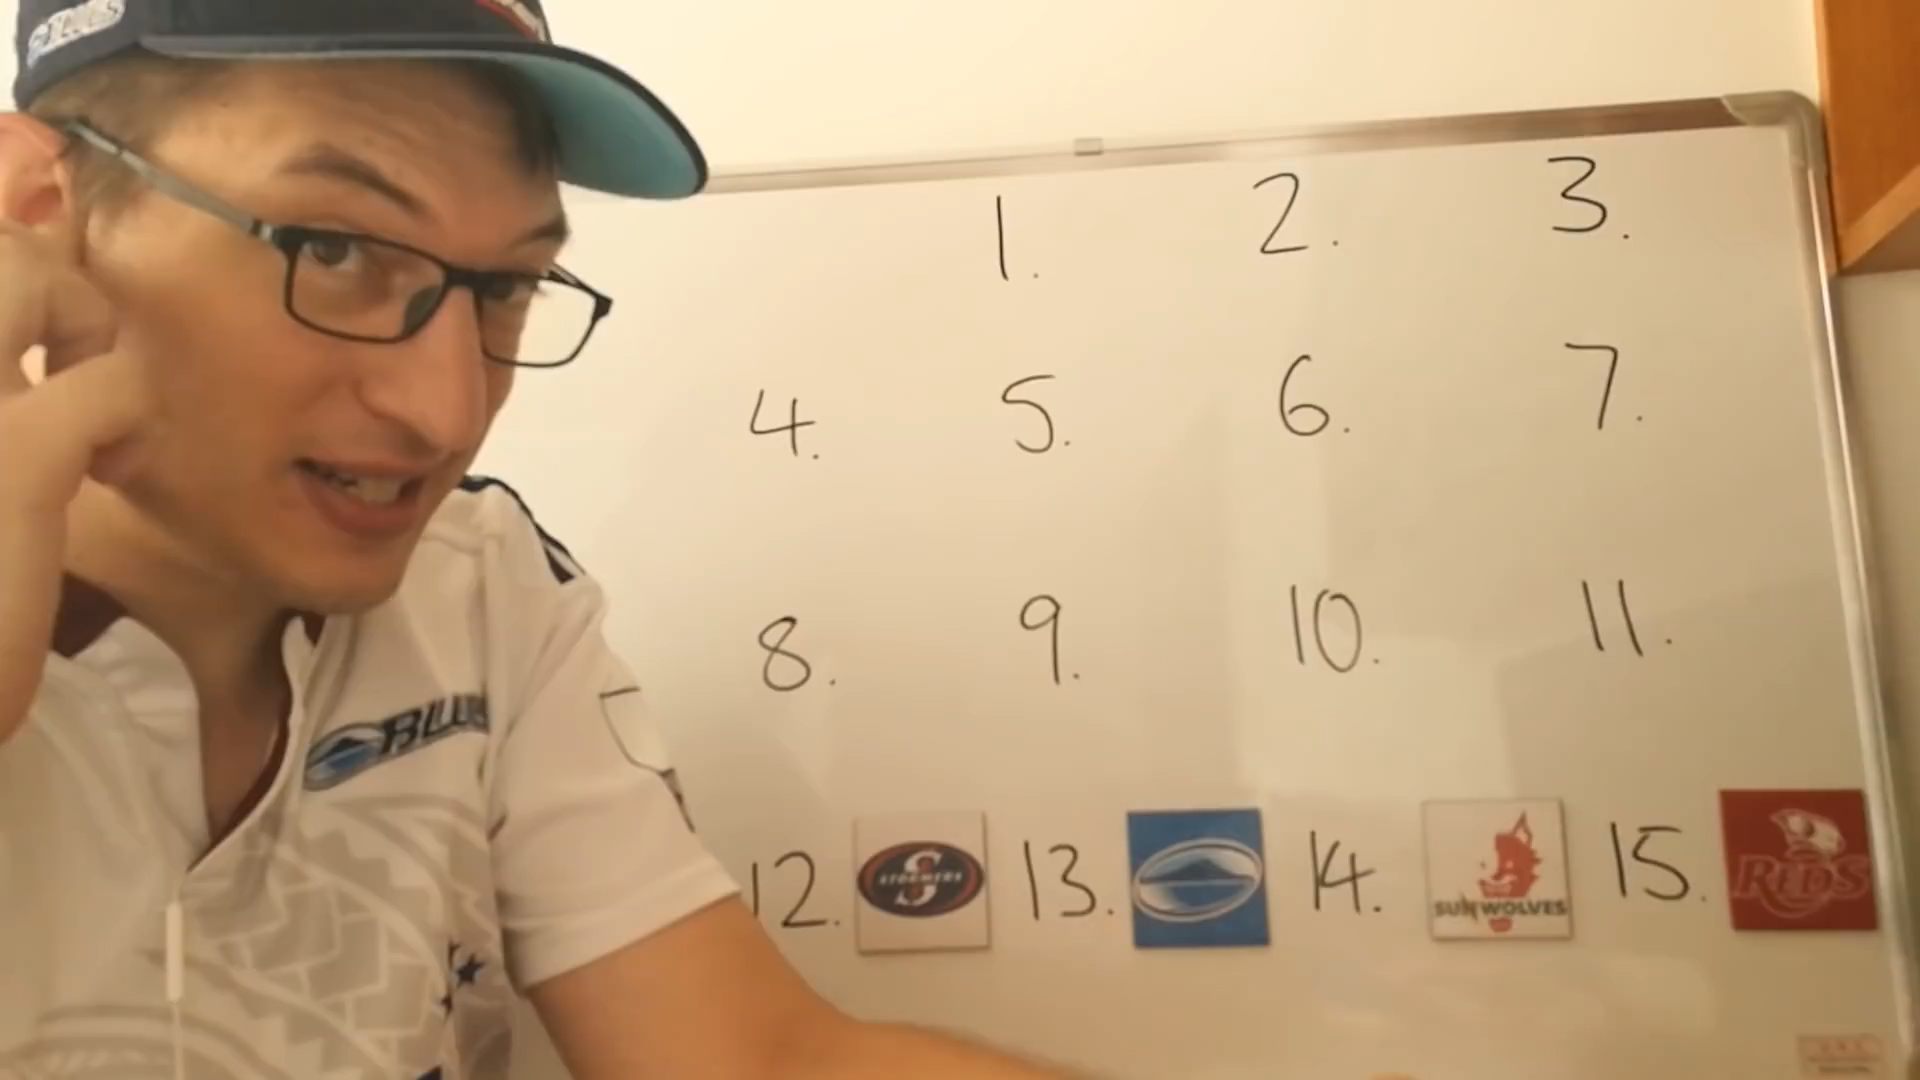 1. 2. 3.
4. 5. 6. 7.
8. 9. 10. 11.
BLUES
12. STORMERS 13. 14. SUNWOLVES 15. REDS